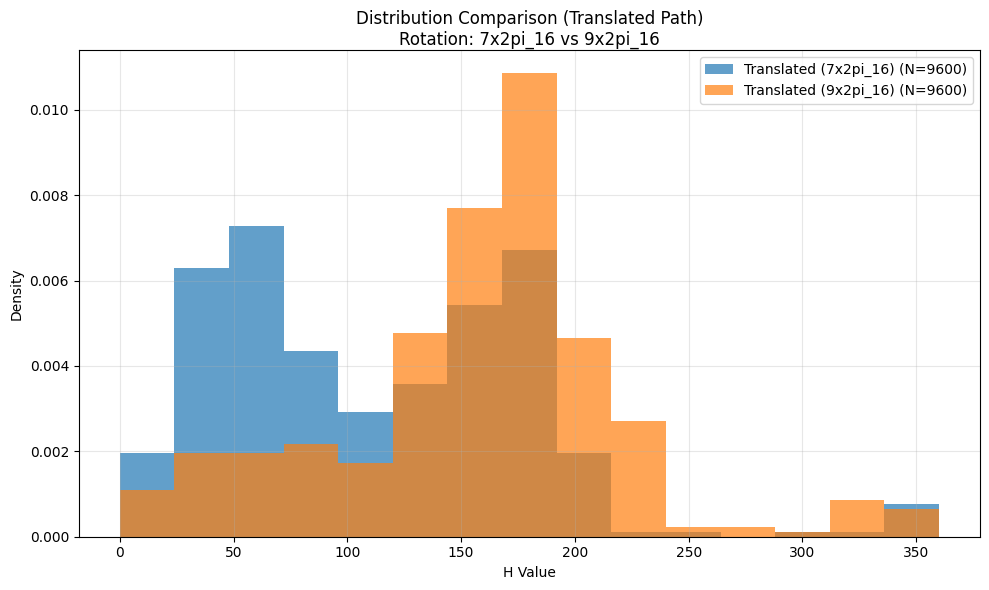 Distribution Comparison (Translated Path)
Rotation: 7x2pi_16 vs 9x2pi_16
Translated (7x2pi_16) (N=9600)
Translated (9x2pi_16) (N=9600)
Density
0.010
0.008
0.006
0.004
0.002
0.000
0 50 100 150 200 250 300 350
H Value